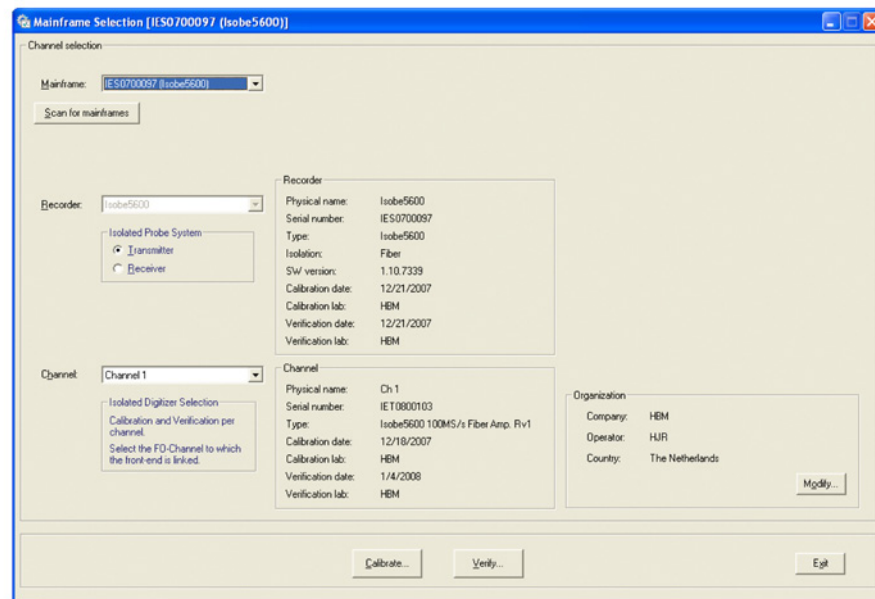 Mainframe Selection [IES0700097 (Isobe5600)]
Channel selection
Mainframe: IES0700097 (Isobe5600)
Scan for mainframes
Recorder: Isobe5600
Isolated Probe System
Transmitter
Receiver
Recorder
Physical name: Isobe5600
Serial number: IES0700097
Type: Isobe5600
Isolation: Fiber
SW version: 1.10.7339
Calibration date: 12/21/2007
Calibration lab: HBM
Verification date: 12/21/2007
Verification lab: HBM
Channel: Channel 1
Isolated Digitizer Selection
Calibration and Verification per
channel.
Select the FO-Channel to which
the front-end is linked.
Channel
Physical name: Ch 1
Serial number: IET0800103
Type: Isobe5600 100MS/s Fiber Amp. Rv1
Calibration date: 12/18/2007
Calibration lab: HBM
Verification date: 1/4/2008
Verification lab: HBM
Organization
Company: HBM
Operator: HJR
Country: The Netherlands
Modify...
Calibrate... Verify... Exit